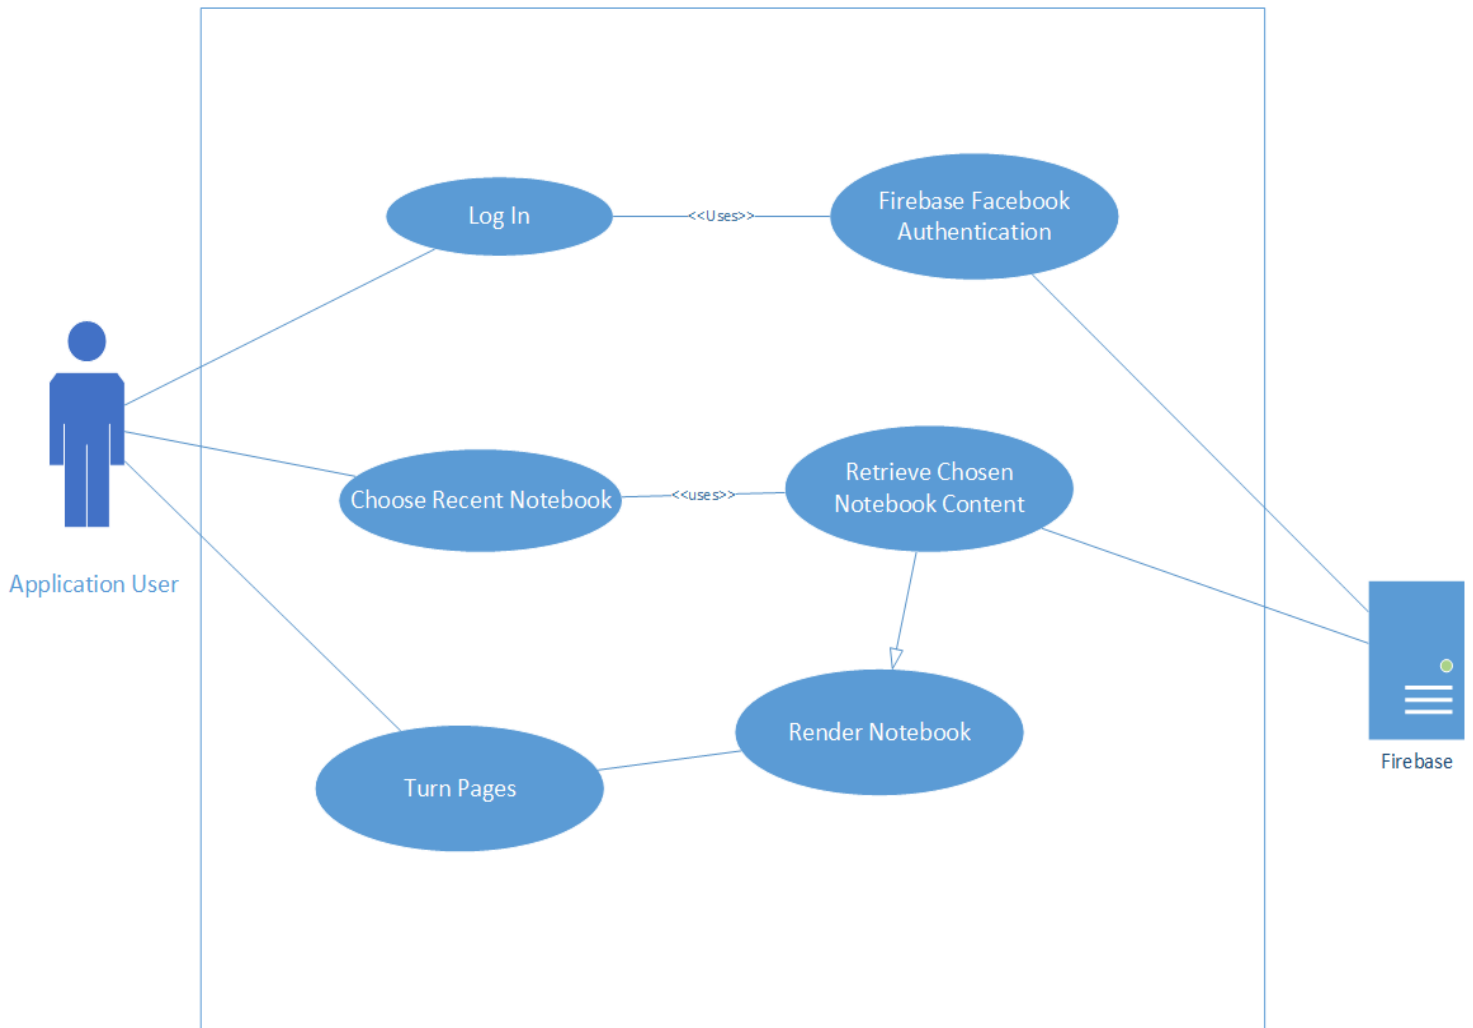 Log In
<<Uses>>
Firebase Facebook
Authentication
Choose Recent Notebook
<<uses>>
Retrieve Chosen
Notebook Content
Application User
Render Notebook
Turn Pages
Firebase